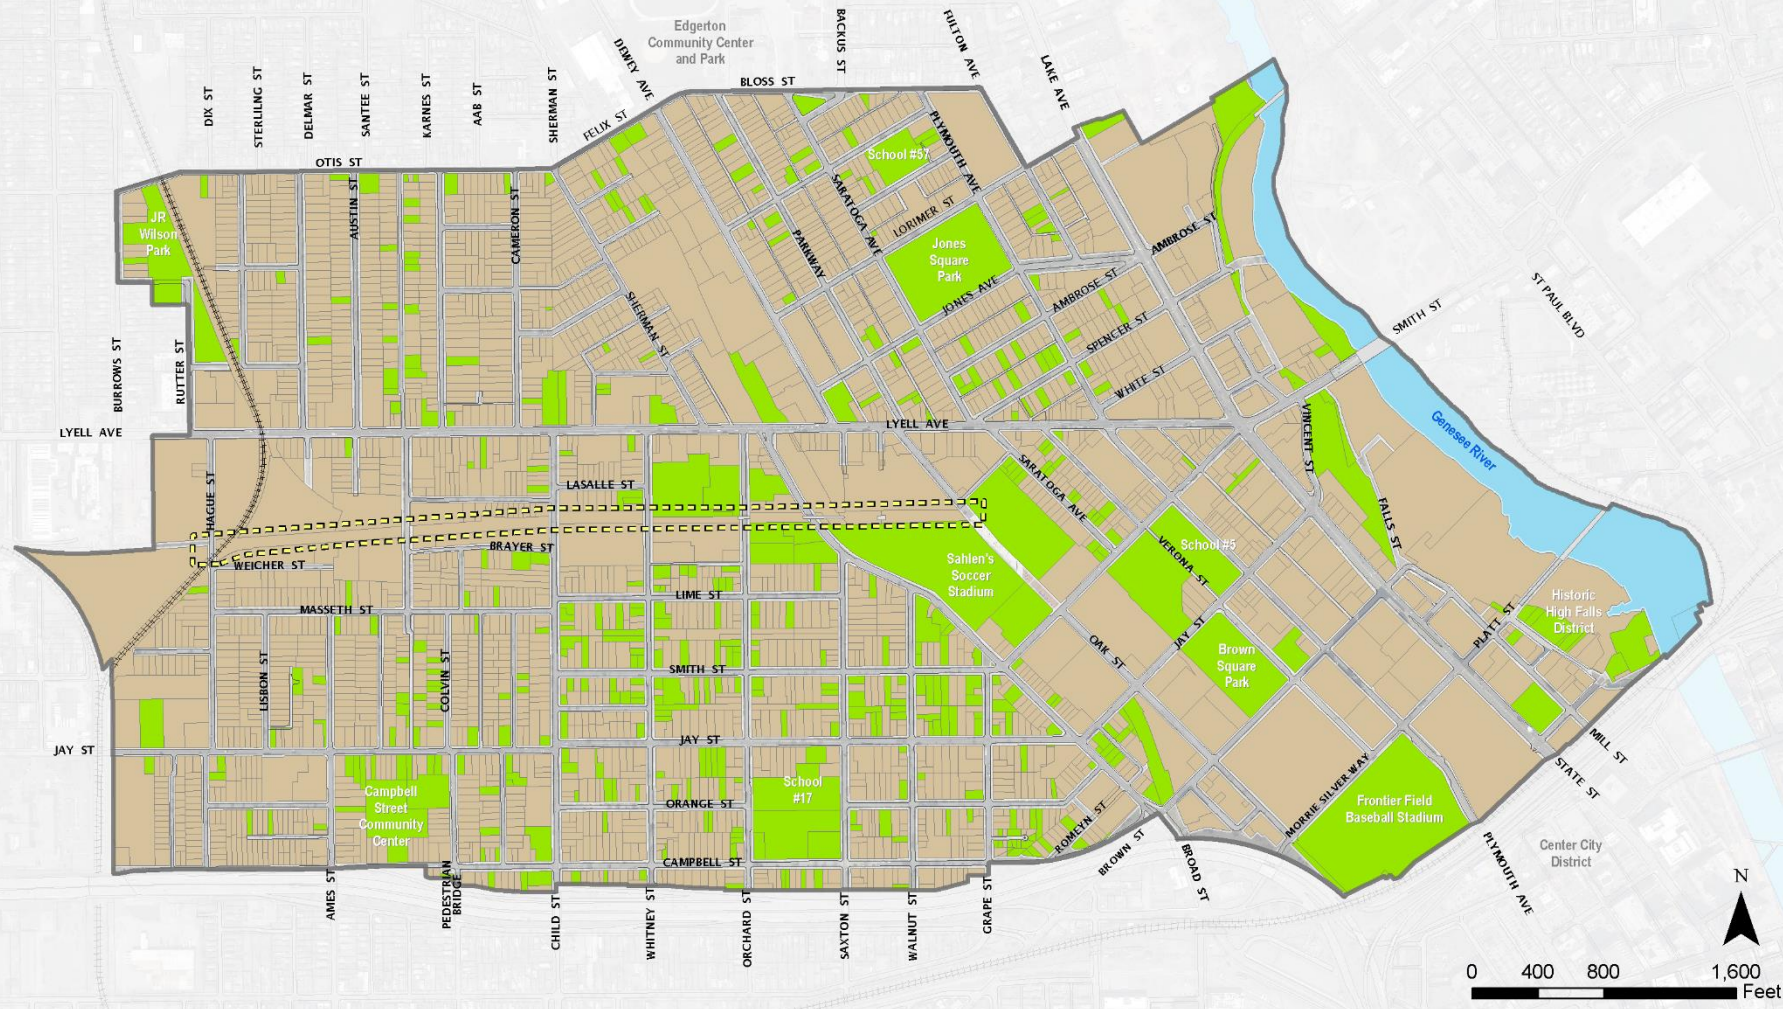 Edgerton
Community Center
and Park
BACKUS ST
FULTON AVE
LAKE AVE
DEWEY AVE
BLOSS ST
FELIX ST
DIX ST
STERLILNG ST
DELMAR ST
SANTEE ST
KARNES ST
AAB ST
SHERMAN ST
OTIS ST
AUSTIN ST
CAMERON ST
JR
Wilson
Park
School #57
PLYMOUTH AVE
SARATOGA AVE
LORIMER ST
PARKWAY
Jones
Square
Park
JONES AVE
AMBROSE ST
AMBROSE ST
SPENCER ST
WHITE ST
SHERMAN ST
SMITH ST
ST PAUL BLVD
BURROWS ST
RUTTER ST
LYELL AVE
LYELL AVE
VINCENT ST
Genesee River
HAGUE ST
LASALLE ST
SARATOGA AVE
FALLS ST
BRAYER ST
WEICHER ST
Sahlen's
Soccer
Stadium
School #5
VERONA ST
MASSETH ST
LIME ST
Historic
High Falls
District
PLATT ST
JAY ST
OAK ST
Brown
Square
Park
LISBON ST
COLVIN ST
SMITH ST
JAY ST
JAY ST
MILL ST
STATE ST
MORRIE SILVER WAY
Campbell
Street
Community
Center
School
#17
ORANGE ST
ROMEYN ST
Frontier Field
Baseball Stadium
CAMPBELL ST
BROWN ST
BROAD ST
PLYMOUTH AVE
Center City
District
AMES ST
PEDESTRIAN
BRIDGE
CHILD ST
WHITNEY ST
ORCHARD ST
SAXTON ST
WALNUT ST
GRAPE ST
N
0 400 800 1,600
Feet